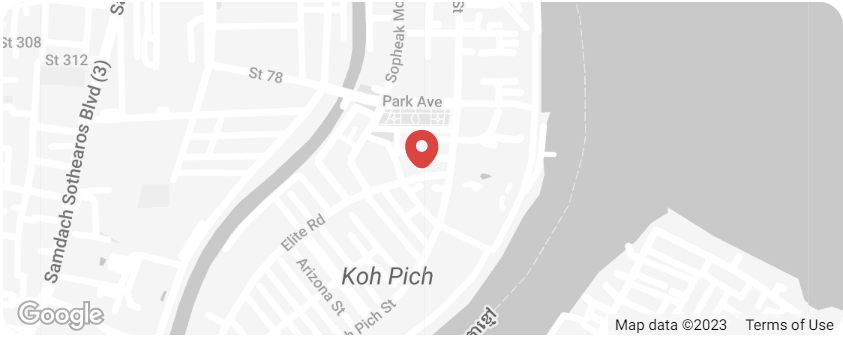 St 308
St 312
St 78
Sopheak Mo
St
Park Ave
Samdach Sothearos Blvd (3)
Elite Rd
Arizona St
Koh Pich
h Pich St
Google
Map data ©2023
Terms of Use